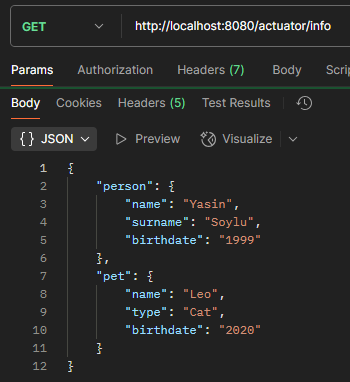 GET http://localhost:8080/actuator/info
Params Authorization Headers (7) Body
Body Cookies Headers (5) Test Results
{} JSON Preview Visualize
1 {
2 "person": {
3 "name": "Yasin",
4 "surname": "Soylu",
5 "birthdate": "1999"
6 },
7 "pet": {
8 "name": "Leo",
9 "type": "Cat",
10 "birthdate": "2020"
11 }
12 }